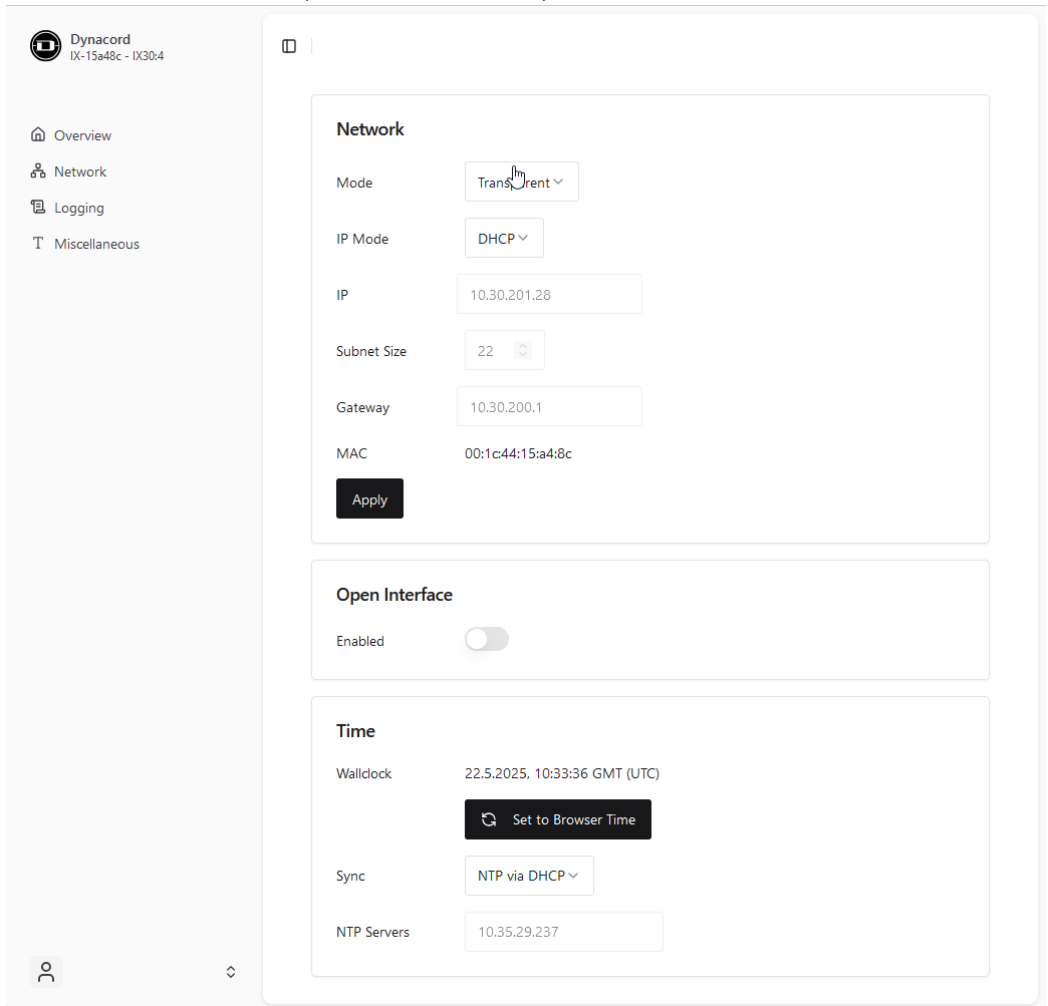 Dynacord
IX-15a48c - IX30:4
Overview
Network
Logging
Miscellaneous
Network
Mode
IP Mode
DHCP
IP
10.30.201.28
Subnet Size
22
Gateway
10.30.200.1
MAC
00:1c:44:15:a4:8c
Apply
Open Interface
Enabled
Time
Wallclock
22.5.2025, 10:33:36 GMT (UTC)
Set to Browser Time
Sync
NTP via DHCP
NTP Servers
10.35.29.237